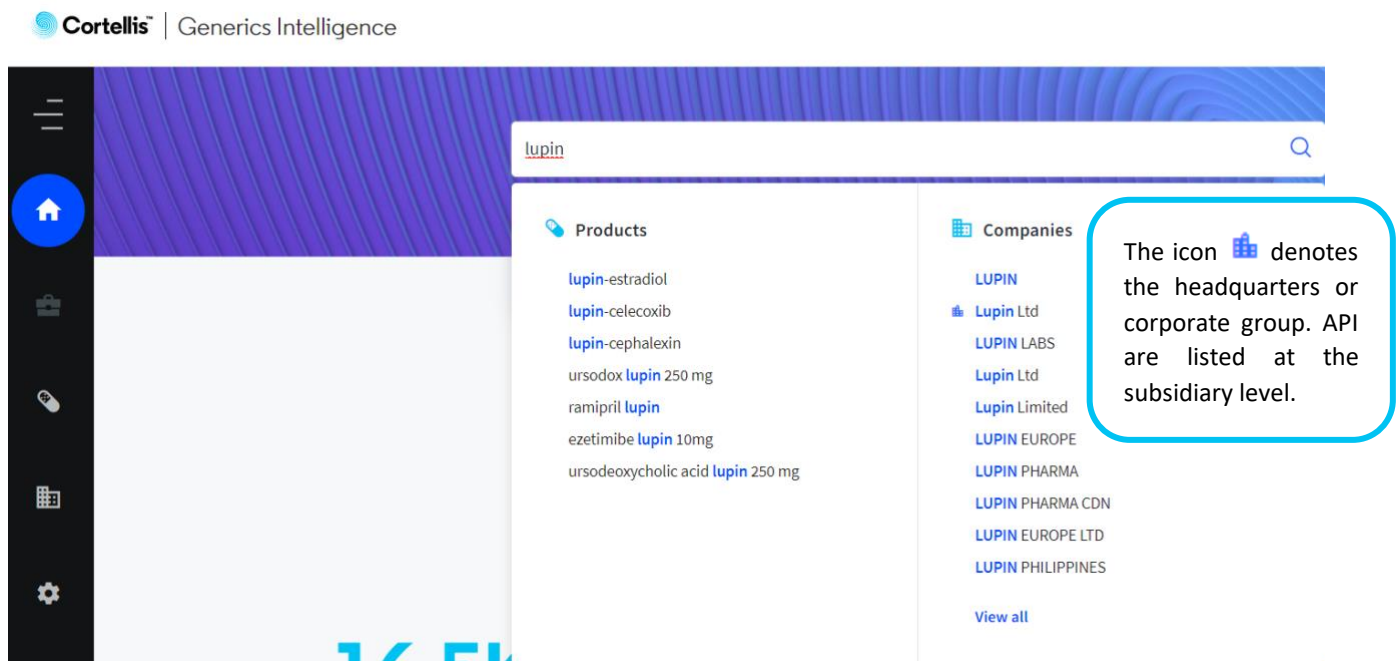 Cortellis™ | Generics Intelligence
lupin
Products
lupin-estradiol
lupin-celecoxib
lupin-cephalexin
ursodox lupin 250 mg
ramipril lupin
ezetimibe lupin 10mg
ursodeoxycholic acid lupin 250 mg
Companies
LUPIN
Lupin Ltd
LUPIN LABS
Lupin Ltd
Lupin Limited
LUPIN EUROPE
LUPIN PHARMA
LUPIN PHARMA CDN
LUPIN EUROPE LTD
LUPIN PHILIPPINES
View all
The icon denotes
the headquarters or
corporate group. API
are listed at the
subsidiary level.